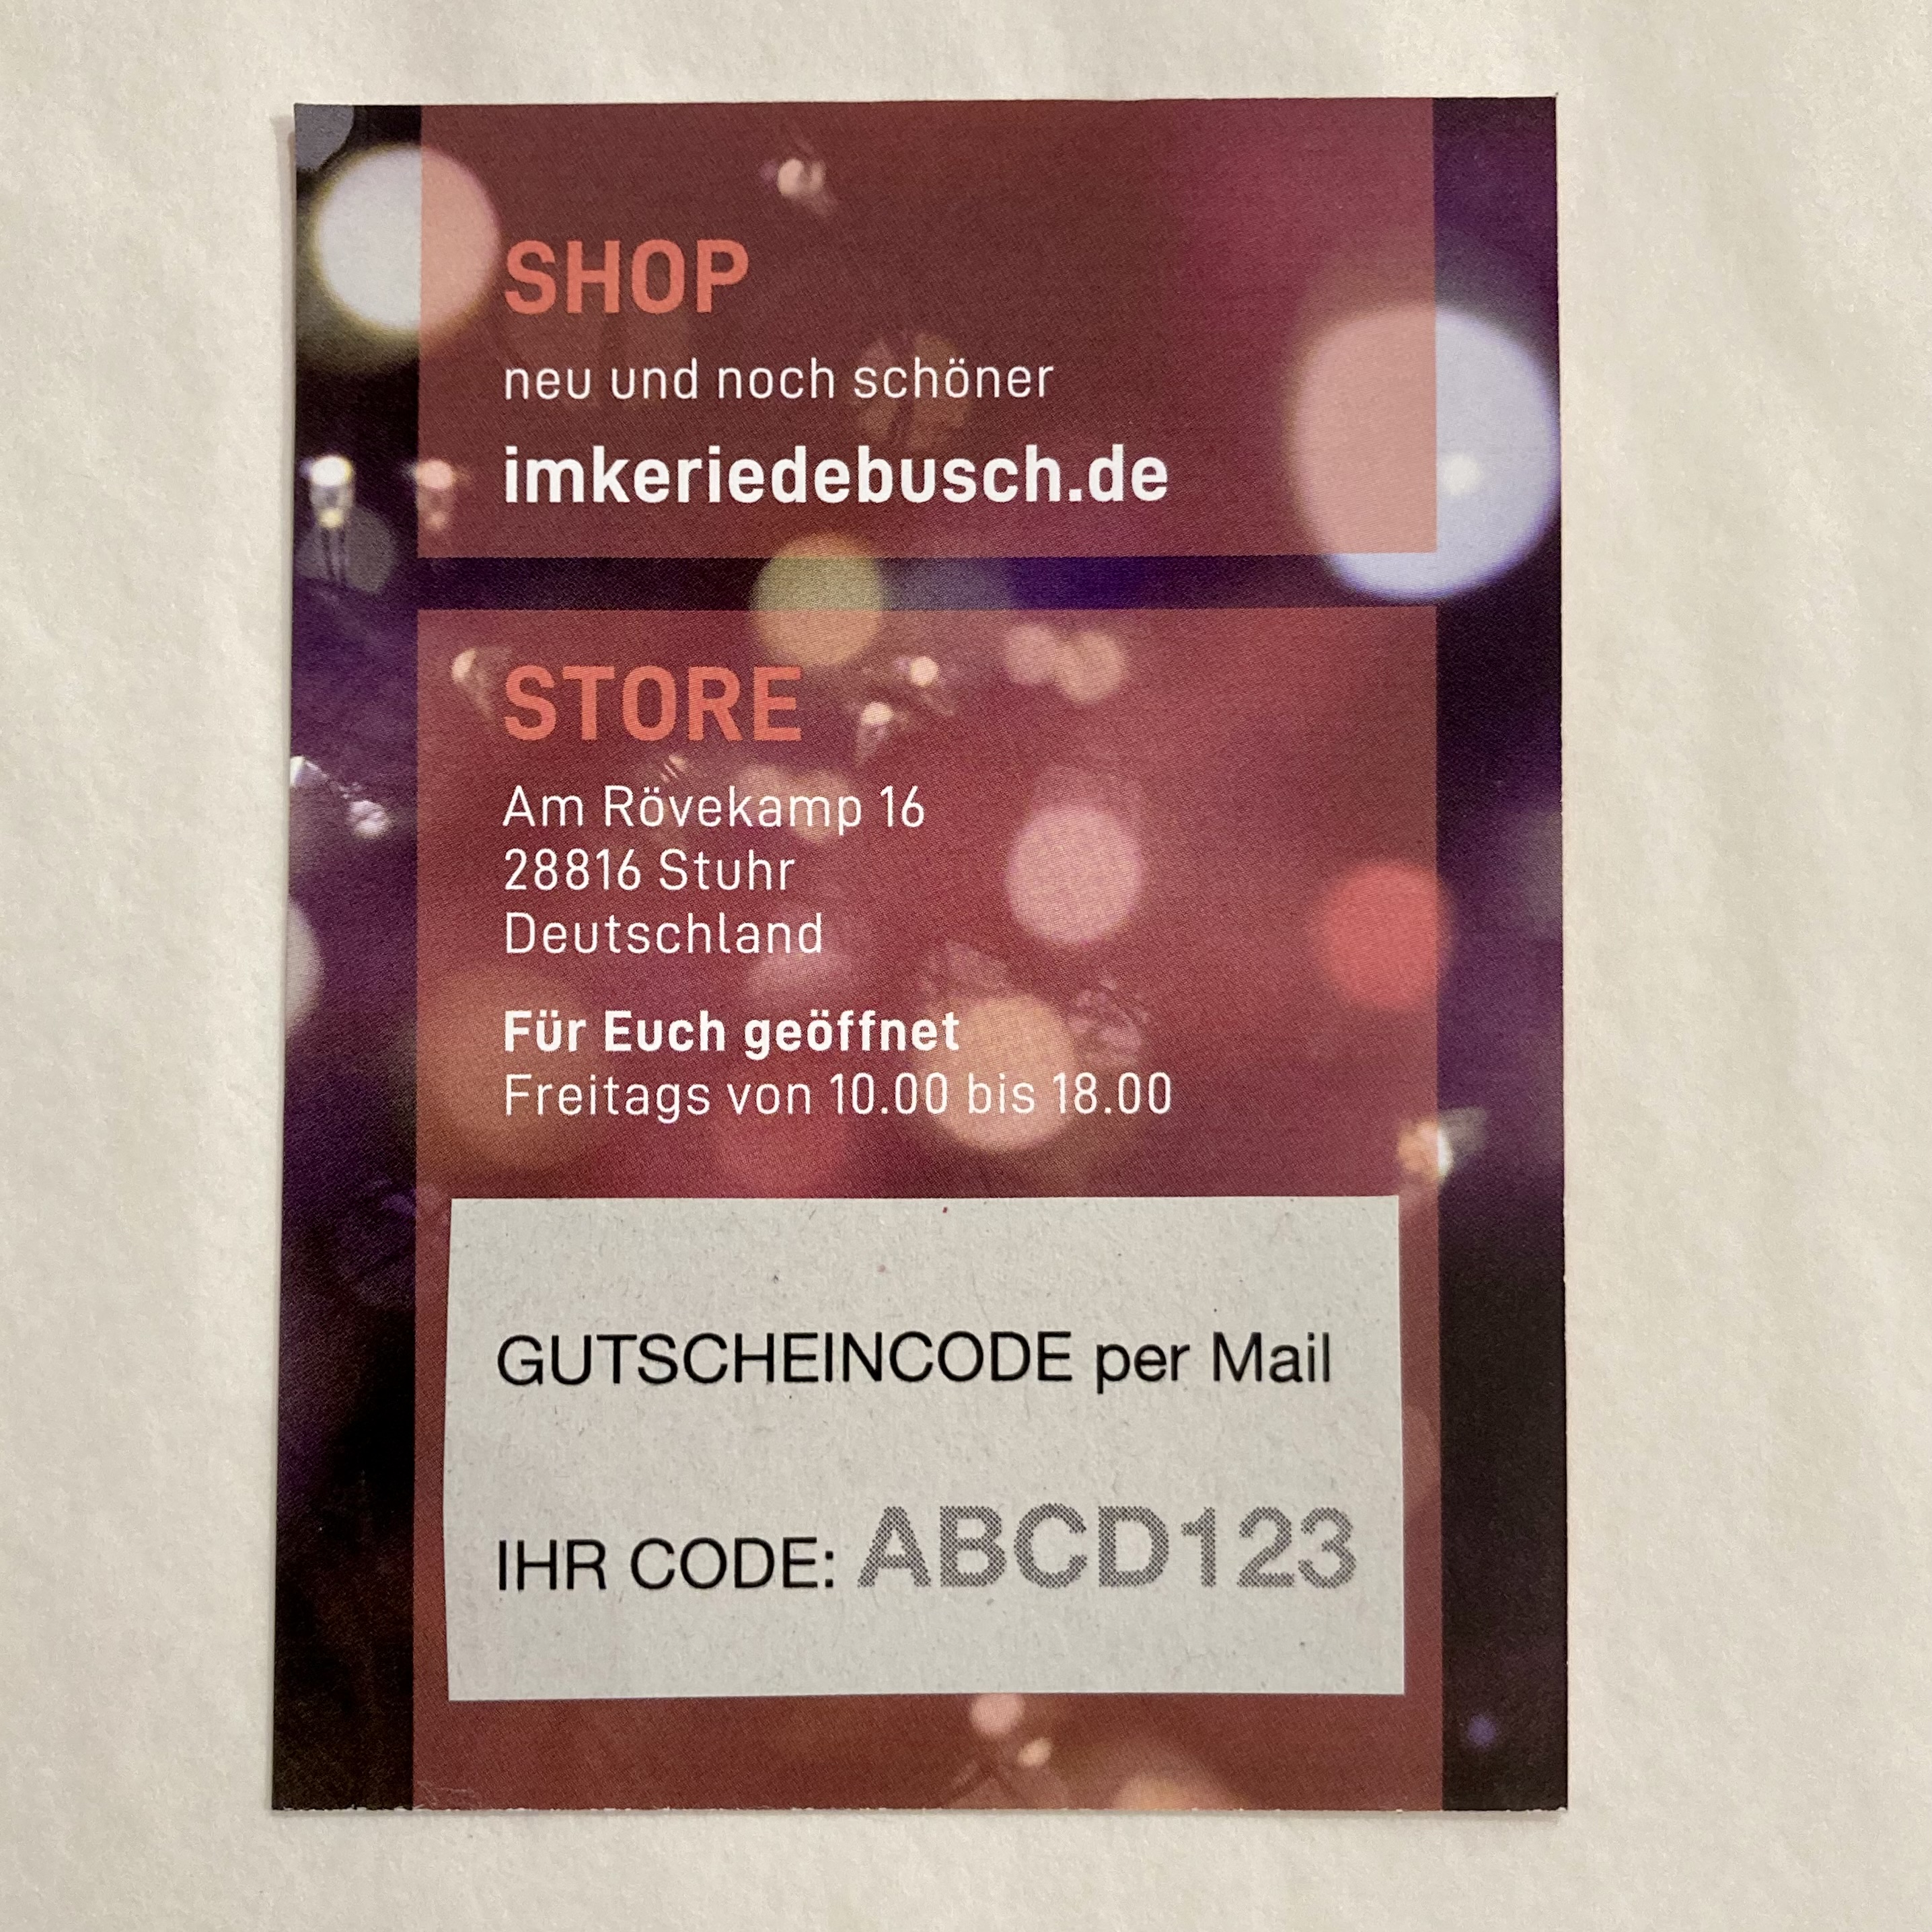 SHOP
neu und noch schöner
imkeriedebusch.de
STORE
Am Rövekamp 16
28816 Stuhr
Deutschland
Für Euch geöffnet
Freitags von 10.00 bis 18.00
GUTSCHEINCODE per Mail
IHR CODE: ABCD123